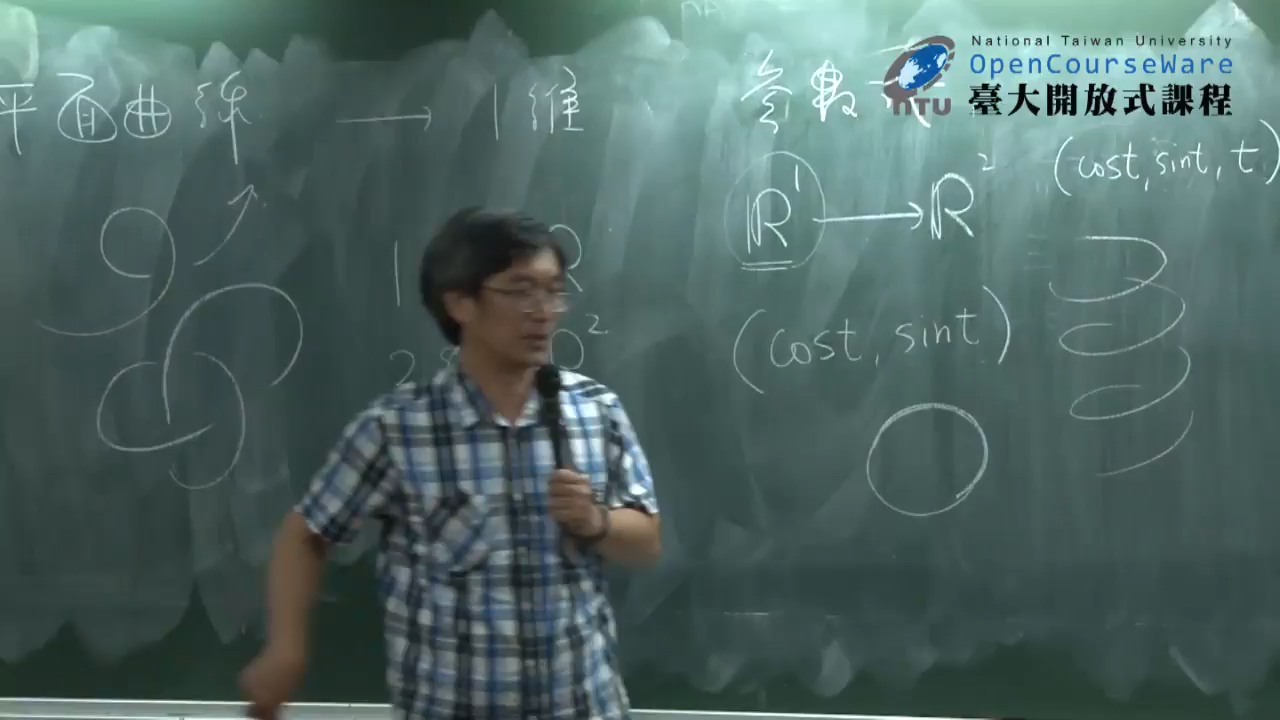 National Taiwan University
OpenCourseWare
臺大開放式課程
NTU
平面曲線 → 1維
參數
ℝ¹ → ℝ²
(cost, sint, t)
1
ℝ
(cost, sint)
2
²